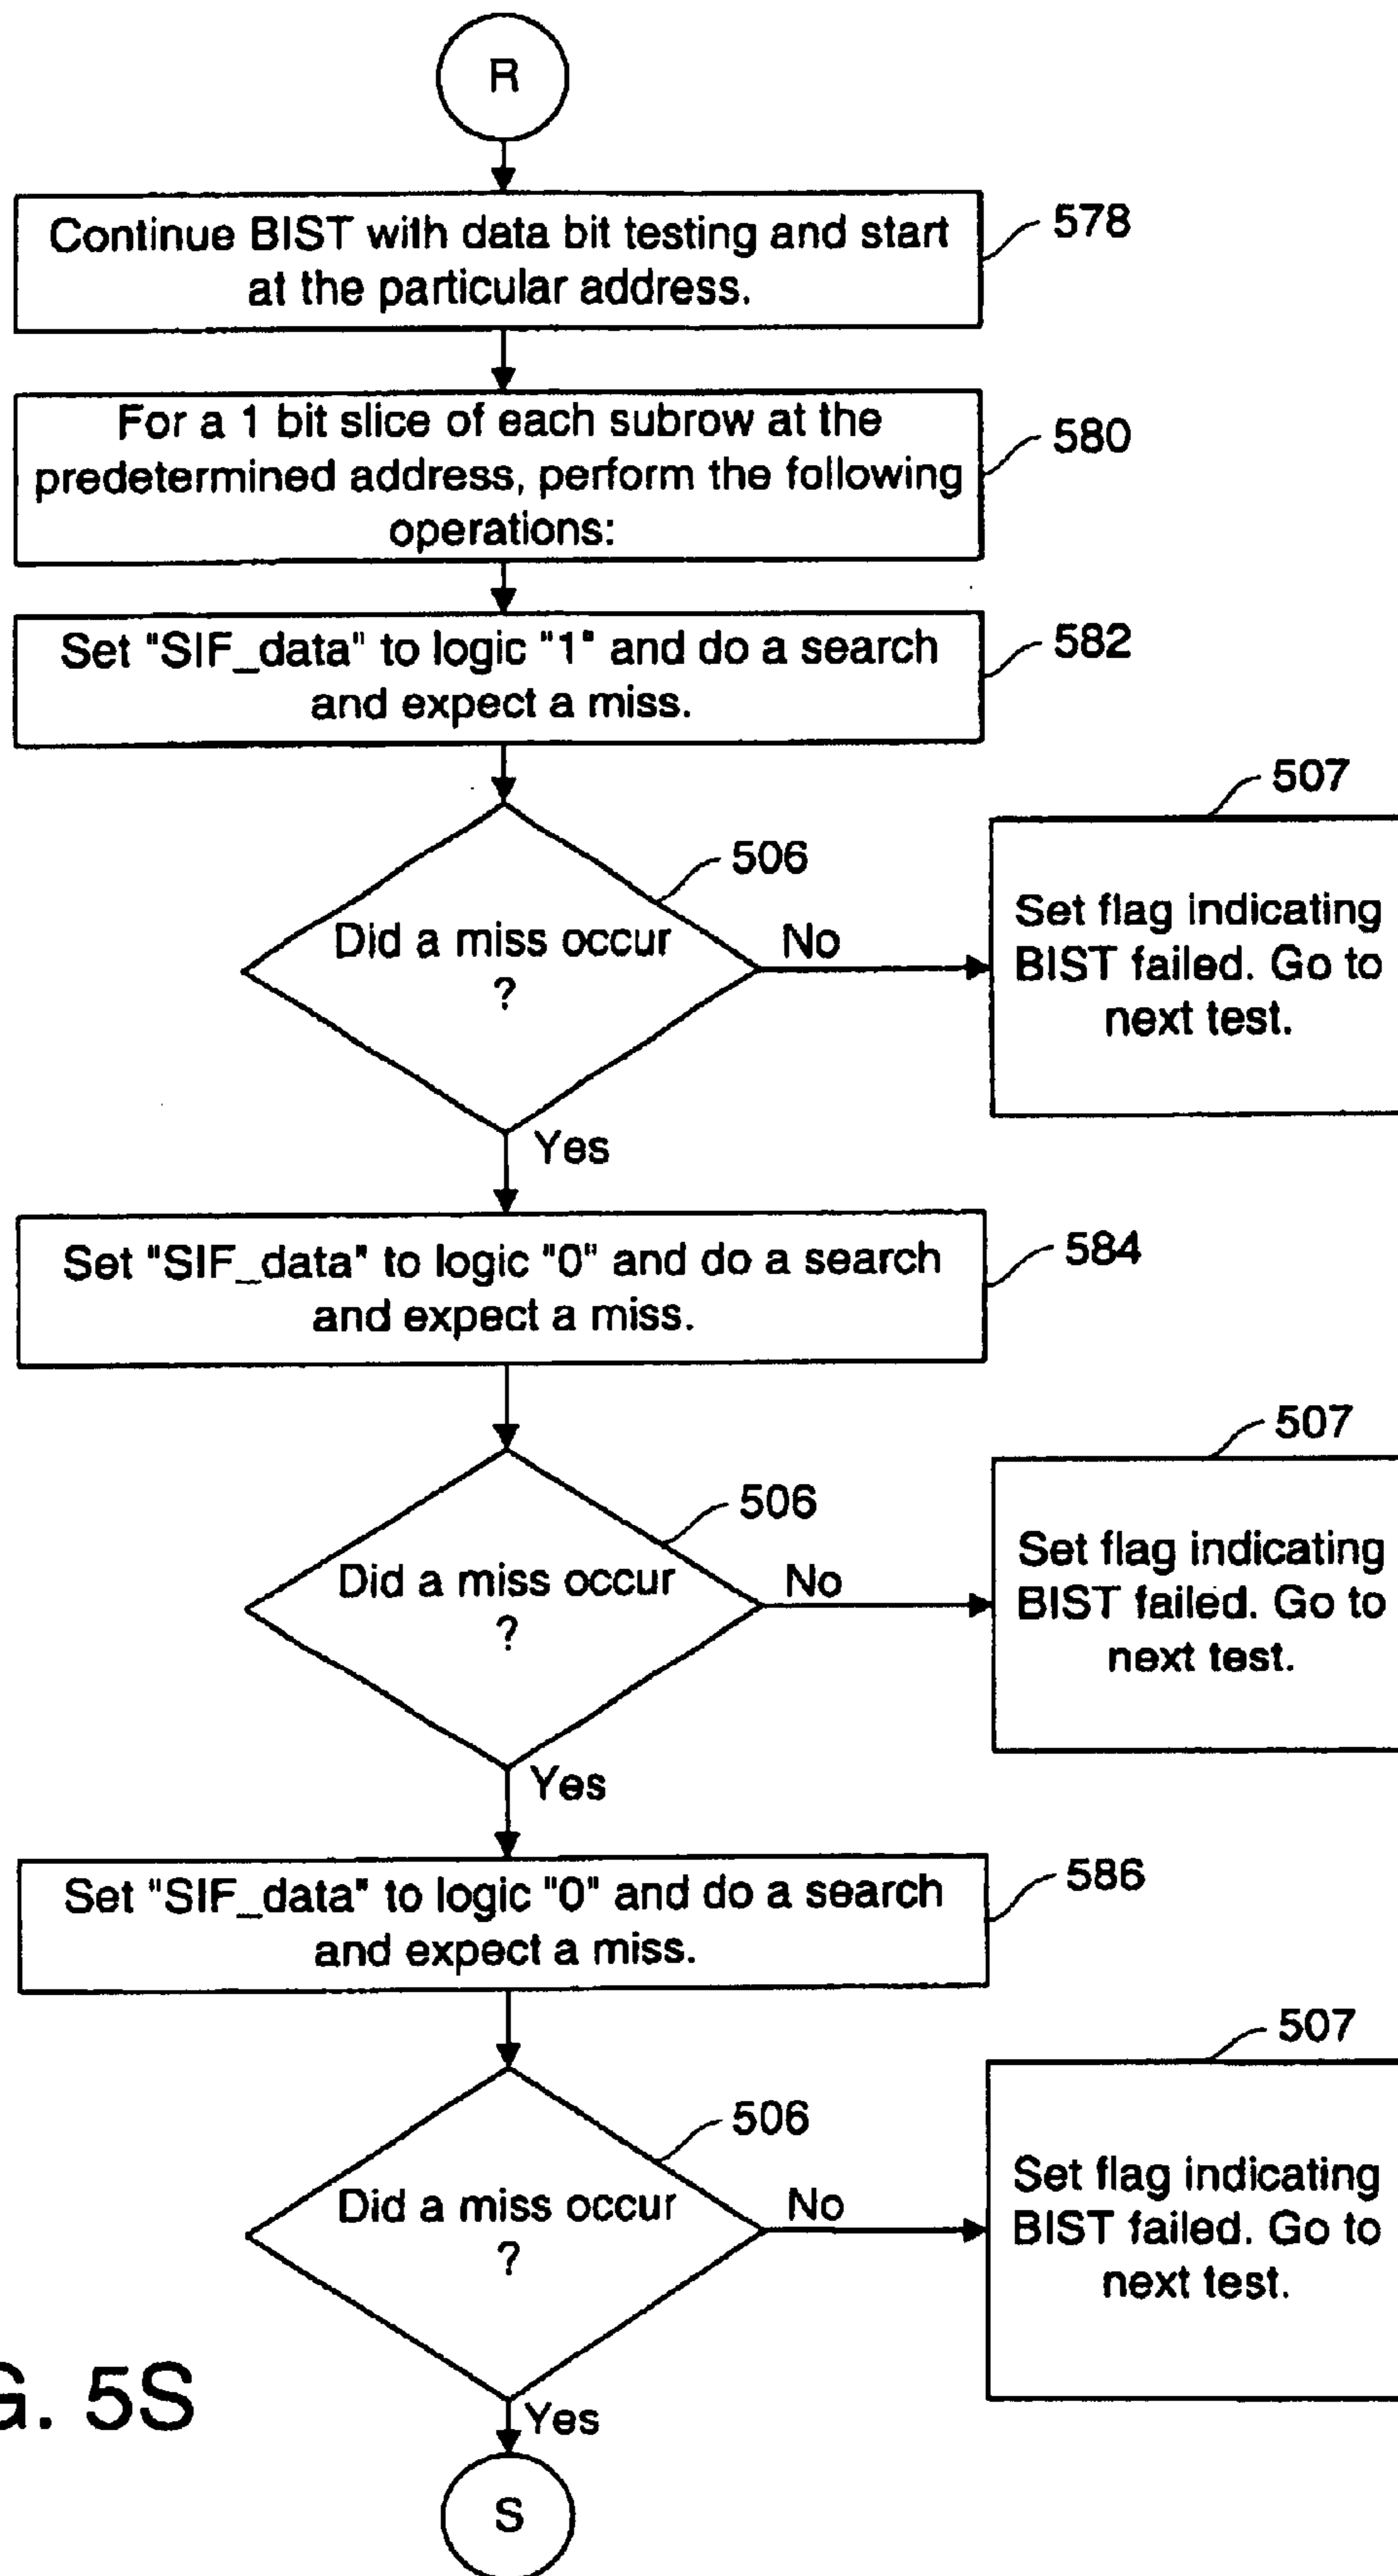 R
Continue BIST with data bit testing and start
at the particular address.
578
For a 1 bit slice of each subrow at the
predetermined address, perform the following
operations:
580
Set "SIF_data" to logic "1" and do a search
and expect a miss.
582
506
Did a miss occur
?
No
507
Set flag indicating
BIST failed. Go to
next test.
Yes
Set "SIF_data" to logic "0" and do a search
and expect a miss.
584
506
Did a miss occur
?
No
507
Set flag indicating
BIST failed. Go to
next test.
Yes
Set "SIF_data" to logic "0" and do a search
and expect a miss.
586
506
Did a miss occur
?
No
507
Set flag indicating
BIST failed. Go to
next test.
Yes
G. 5S
S